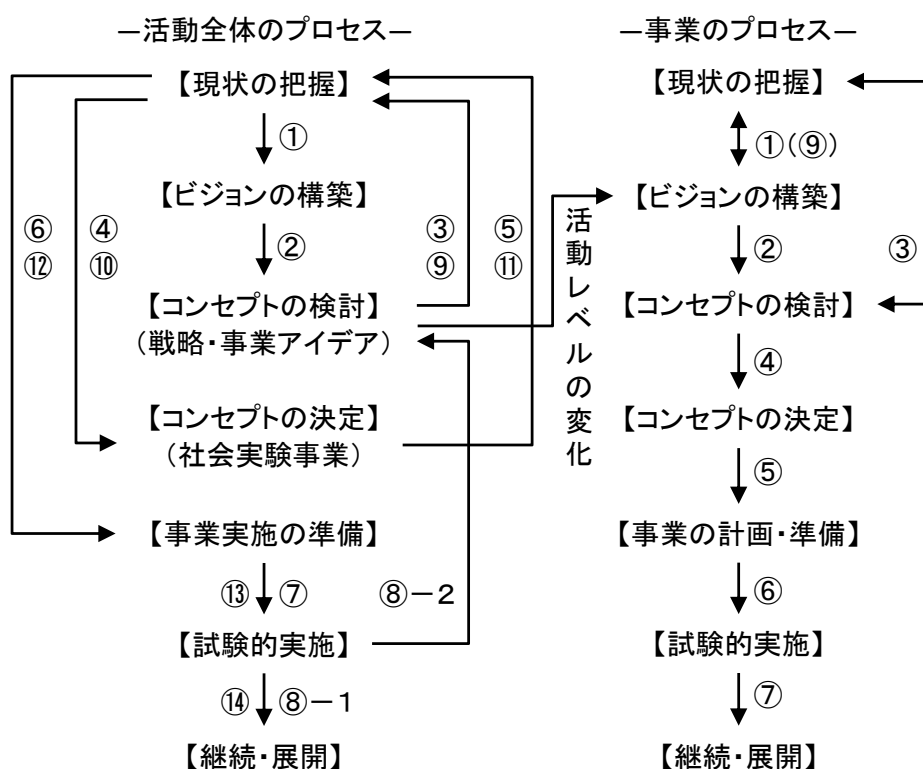 ―活動全体のプロセス―
【現状の把握】
①
【ビジョンの構築】
⑥
⑫
④
⑩
②
③
⑨
⑤
⑪
【コンセプトの検討】
（戦略・事業アイデア）
【コンセプトの決定】
（社会実験事業）
【事業実施の準備】
⑬ ⑦
⑧－2
【試験的実施】
⑭ ⑧－1
【継続・展開】
活動レベルの変化
―事業のプロセス―
【現状の把握】
①（⑨）
【ビジョンの構築】
②
③
【コンセプトの検討】
④
【コンセプトの決定】
⑤
【事業の計画・準備】
⑥
【試験的実施】
⑦
【継続・展開】